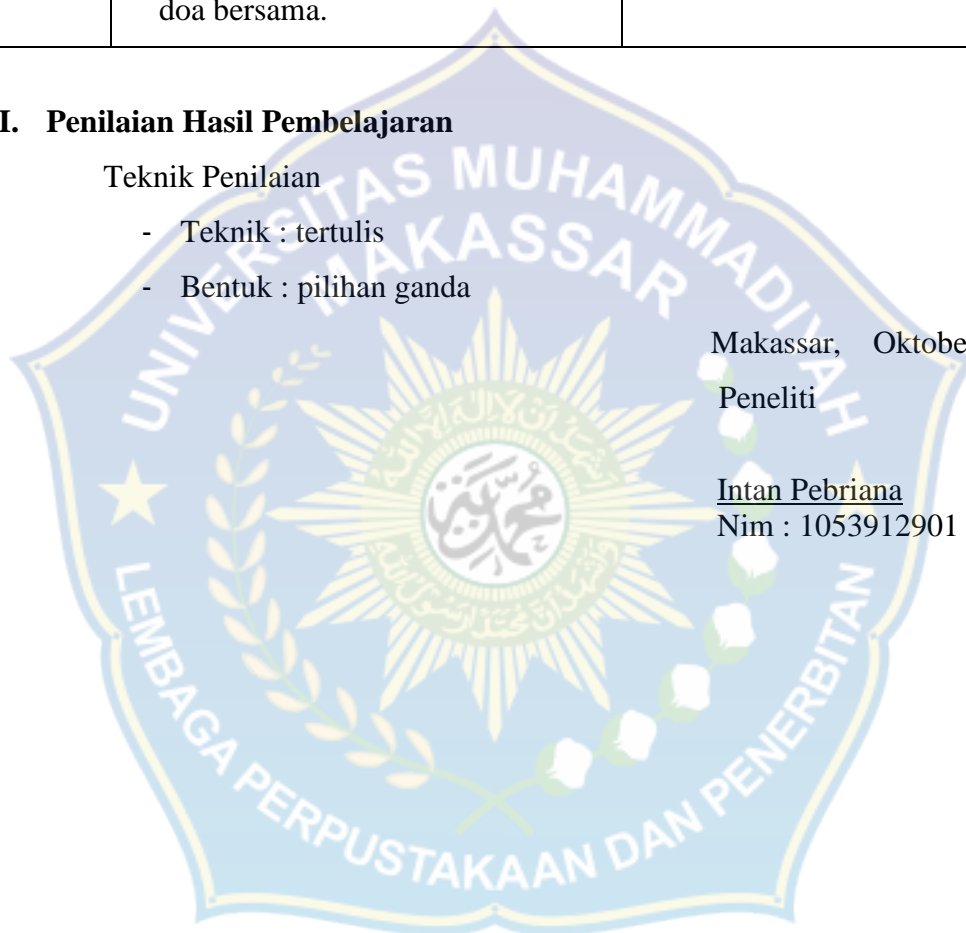 doa bersama.
I. Penilaian Hasil Pembelajaran
Teknik Penilaian
- Teknik : tertulis
- Bentuk : pilihan ganda
Makassar, Oktobe
Peneliti
Intan Pebriana
Nim : 1053912901
UNIVERSITAS MUHAMMADIYAH
MAKASSAR
LEMBAGA PERPUSTAKAAN DAN PENERBITAN